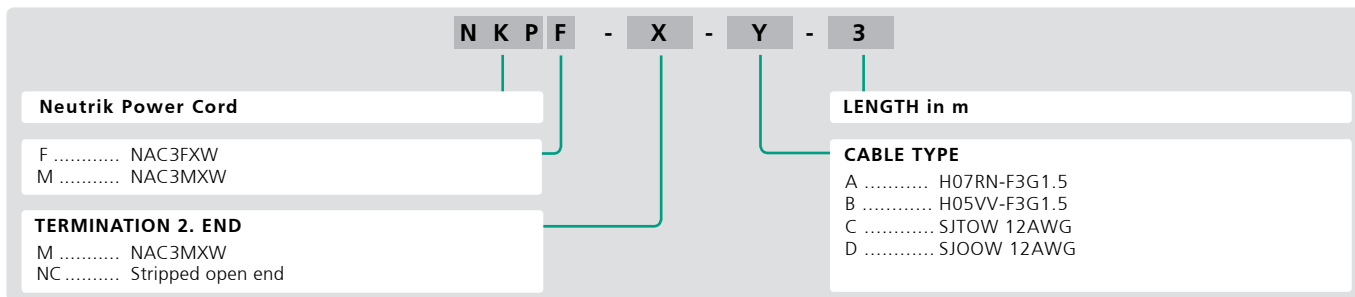 N K P F - X - Y - 3
Neutrik Power Cord
F ............ NAC3FXW
M ........... NAC3MXW
TERMINATION 2. END
M ........... NAC3MXW
NC .......... Stripped open end
LENGTH in m
CABLE TYPE
A ........... H07RN-F3G1.5
B ............ H05VV-F3G1.5
C ............ SJTOW 12AWG
D ............ SJOOW 12AWG